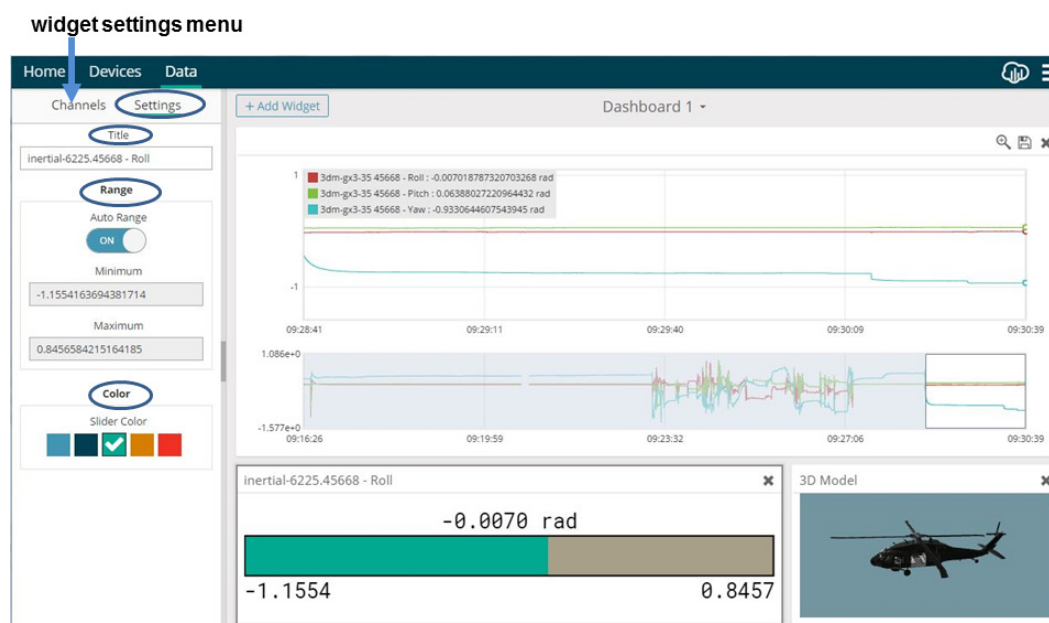 widget settings menu
Home Devices Data
Channels Settings
+ Add Widget
Dashboard 1
Title
inertial-6225.45668 - Roll
Range
Auto Range
ON
Minimum
-1.1554163694381714
Maximum
0.8456584215164185
Color
Slider Color
1
3dm-gx3-35 45668 - Roll : -0.007018787320703268 rad
3dm-gx3-35 45668 - Pitch : 0.06388027220964432 rad
3dm-gx3-35 45668 - Yaw : -0.9330644607543945 rad
-1
09:28:41 09:29:11 09:29:40 09:30:09 09:30:39
1.086e+0
-1.577e+0
09:16:26 09:19:59 09:23:32 09:27:06 09:30:39
inertial-6225.45668 - Roll
-0.0070 rad
-1.1554 0.8457
3D Model